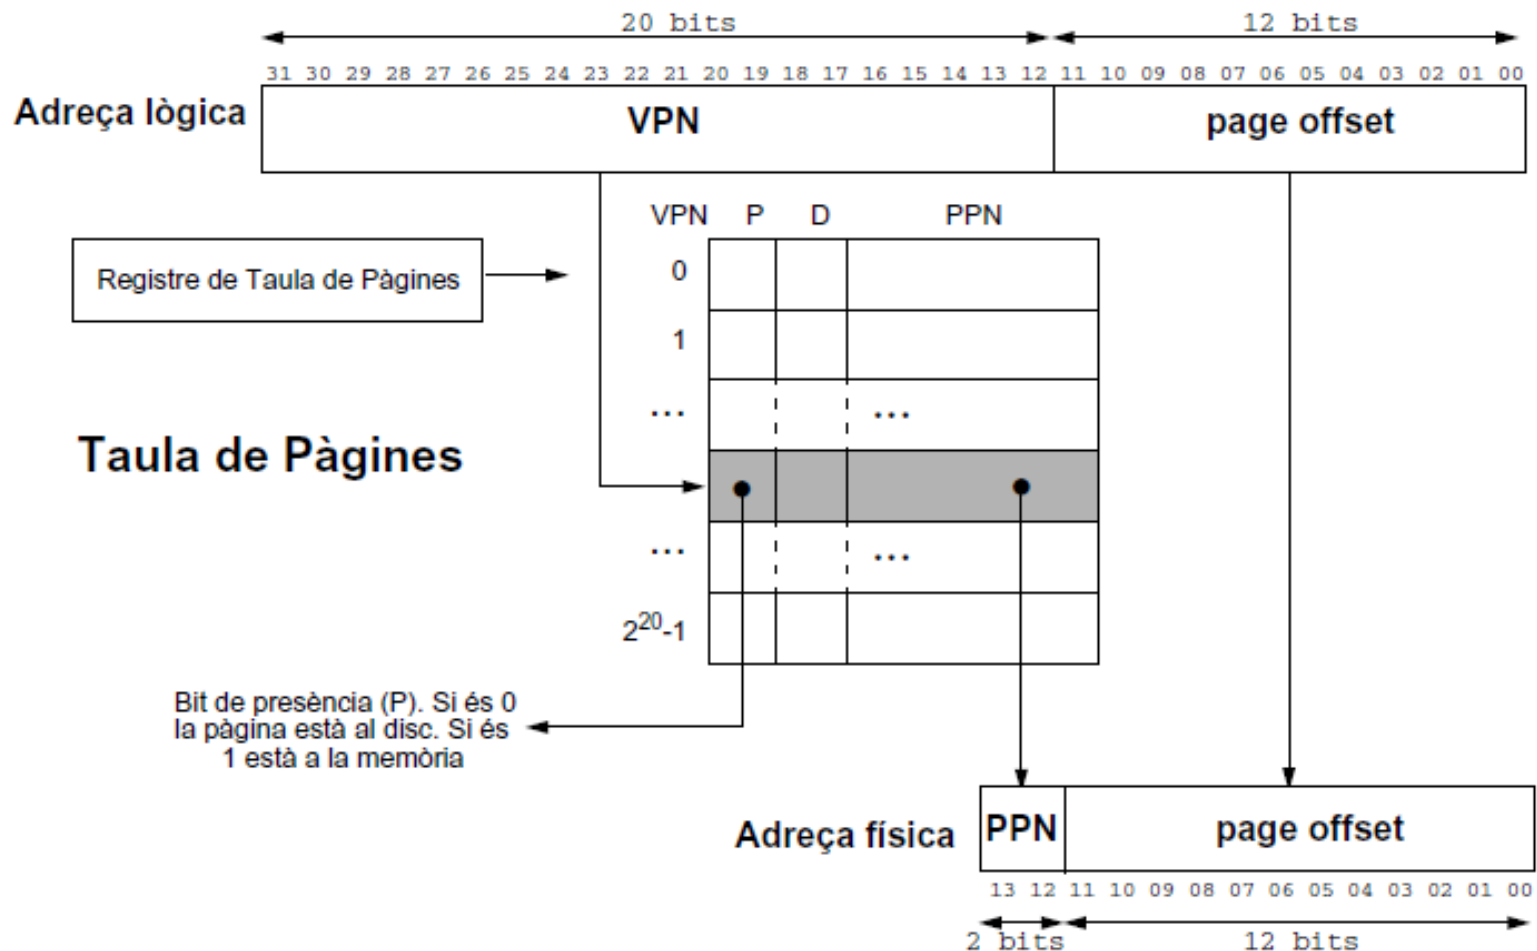 20 bits 12 bits
31 30 29 28 27 26 25 24 23 22 21 20 19 18 17 16 15 14 13 12 11 10 09 08 07 06 05 04 03 02 01 00
Adreça lògica VPN page offset
VPN P D PPN
Registre de Taula de Pàgines
0
1
... ...
Taula de Pàgines
... ...
2^20-1
Bit de presència (P). Si és 0
la pàgina està al disc. Si és
1 està a la memòria
Adreça física PPN page offset
13 12 11 10 09 08 07 06 05 04 03 02 01 00
2 bits 12 bits